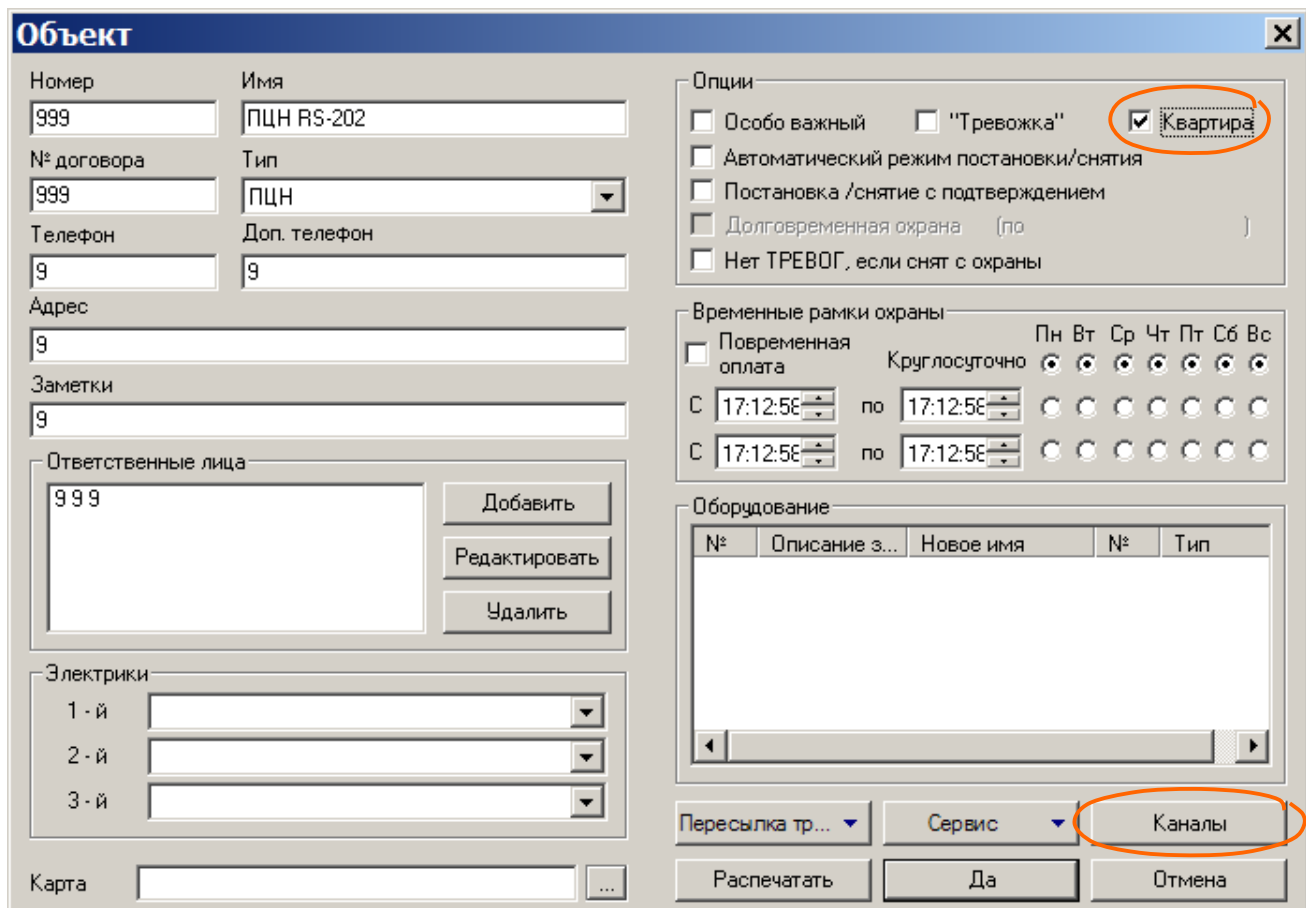 Объект
Номер Имя
999 ПЦН RS-202
№ договора Тип
999 ПЦН
Телефон Доп. телефон
9 9
Адрес
9
Заметки
9
Ответственные лица
9 9 9
Добавить
Редактировать
Удалить
Электрики
1 - й
2 - й
3 - й
Карта ...
Опции
Особо важный "Тревожка" Квартира
Автоматический режим постановки/снятия
Постановка /снятие с подтверждением
Долговременная охрана (по )
Нет ТРЕВОГ, если снят с охраны
Временные рамки охраны
Пн Вт Ср Чт Пт Сб Вс
Повременная
оплата Круглосуточно
С 17:12:58 по 17:12:58
С 17:12:58 по 17:12:58
Оборудование
№ Описание з... Новое имя № Тип
Пересылка тр... Сервис Каналы
Распечатать Да Отмена